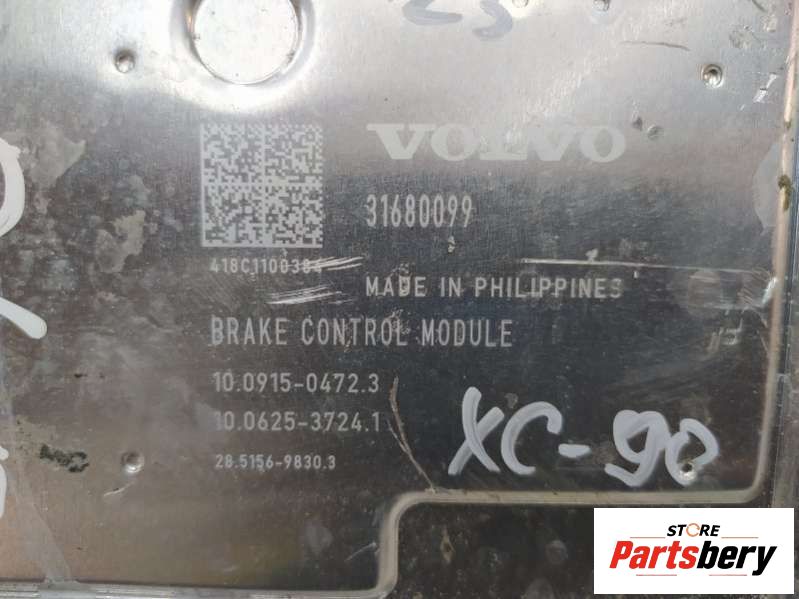 VOLVO
31680099
418C1100384
MADE IN PHILIPPINES
BRAKE CONTROL MODULE
10.0915-0472.3
10.0625-3724.1
28.5156-9830.3
XC-90
STORE
Partsbery